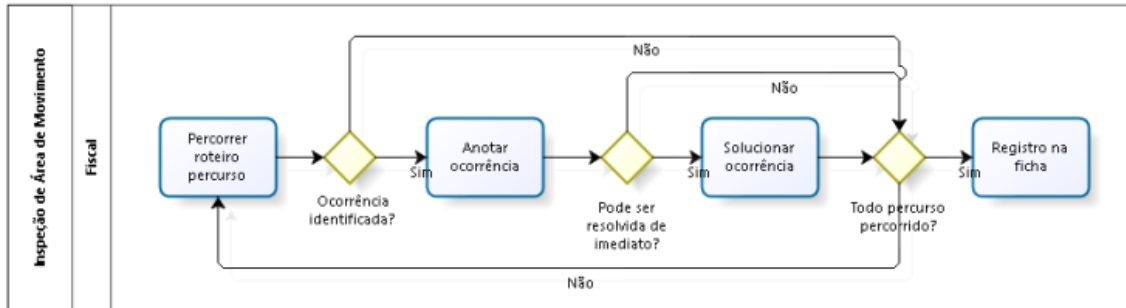 Inspeção de Área de Movimento
Fiscal
Percorrer
roteiro
percurso
Ocorrência
identificada?
Não
Sim
Anotar
ocorrência
Pode ser
resolvida de
imediato?
Não
Sim
Solucionar
ocorrência
Todo percurso
percorrido?
Não
Sim
Registro na
ficha